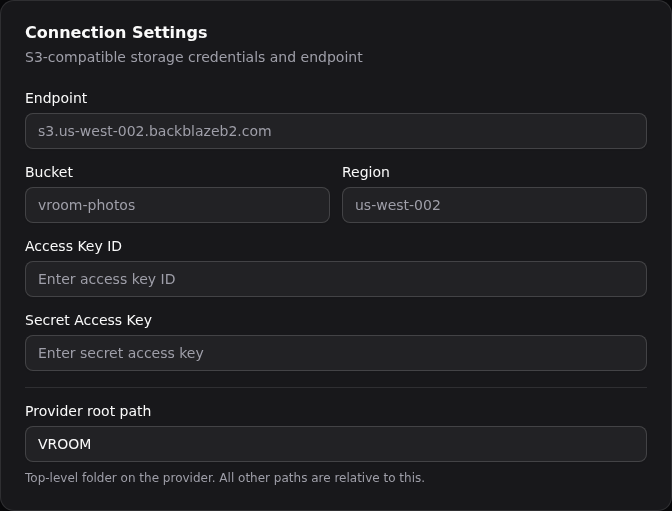 Connection Settings
S3-compatible storage credentials and endpoint
Endpoint
s3.us-west-002.backblazeb2.com
Bucket
Region
vroom-photos
us-west-002
Access Key ID
Enter access key ID
Secret Access Key
Enter secret access key
Provider root path
VROOM
Top-level folder on the provider. All other paths are relative to this.